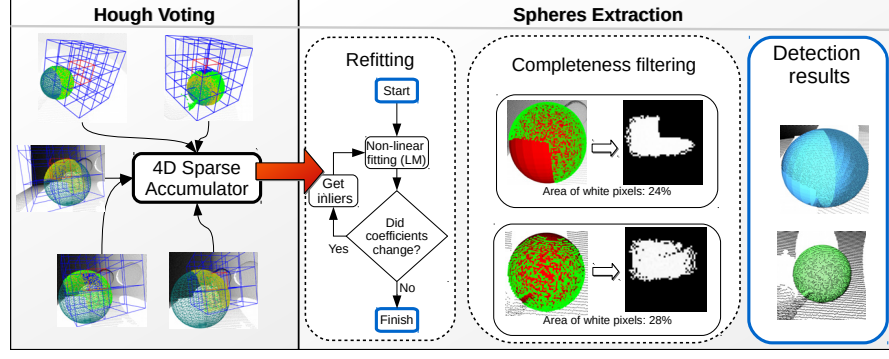 Hough Voting
Spheres Extraction
4D Sparse
Accumulator
Refitting
Start
Non-linear
fitting (LM)
Get
inliers
Did
coefficients
change?
Yes
No
Finish
Completeness filtering
Area of white pixels: 24%
Area of white pixels: 28%
Detection
results